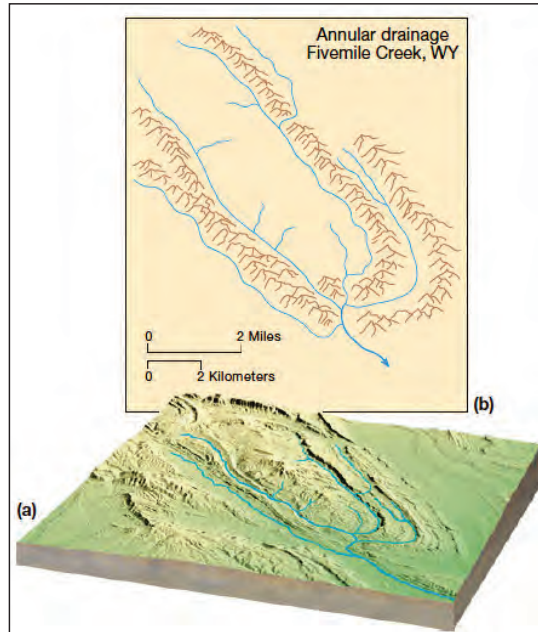 Annular drainage
Fivemile Creek, WY
0 2 Miles
0 2 Kilometers
(b)
(a)